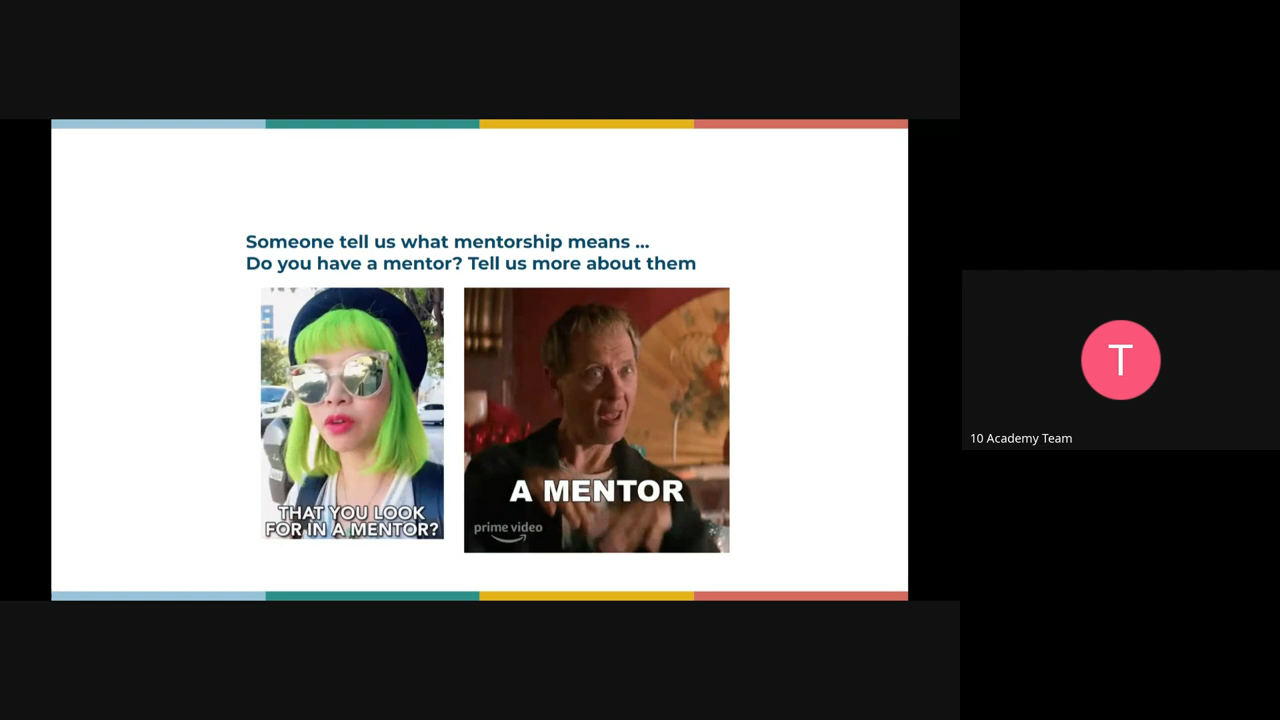 Someone tell us what mentorship means ...
Do you have a mentor? Tell us more about them
THAT YOU LOOK
FOR IN A MENTOR?
A MENTOR
prime video
T
10 Academy Team